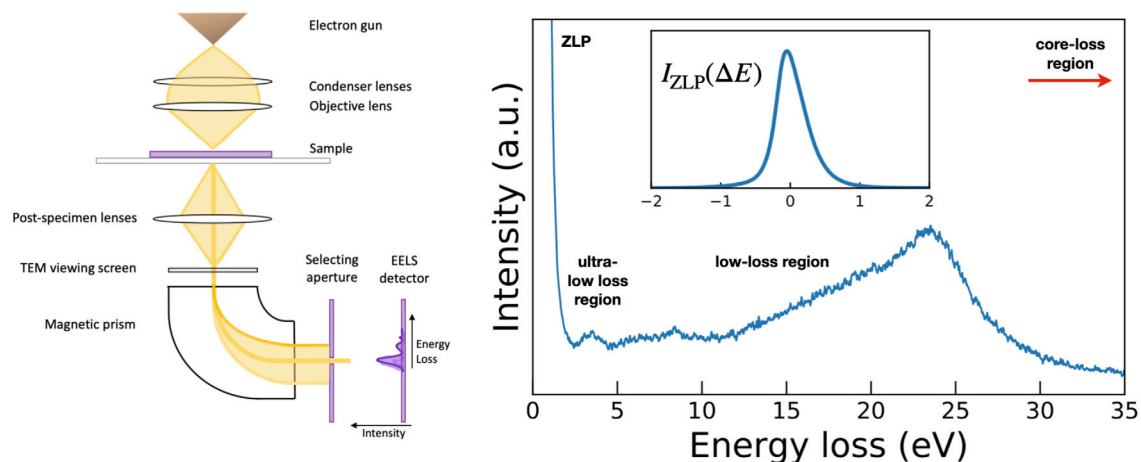 Electron gun
Condenser lenses
Objective lens
Sample
Post-specimen lenses
TEM viewing screen
Magnetic prism
Selecting
aperture
EELS
detector
Energy
Loss
Intensity
Intensity (a.u.)
ZLP
I_ZLP(ΔE)
−2 −1 0 1 2
core-loss
region
ultra-
low loss
region
low-loss region
0 5 10 15 20 25 30 35
Energy loss (eV)